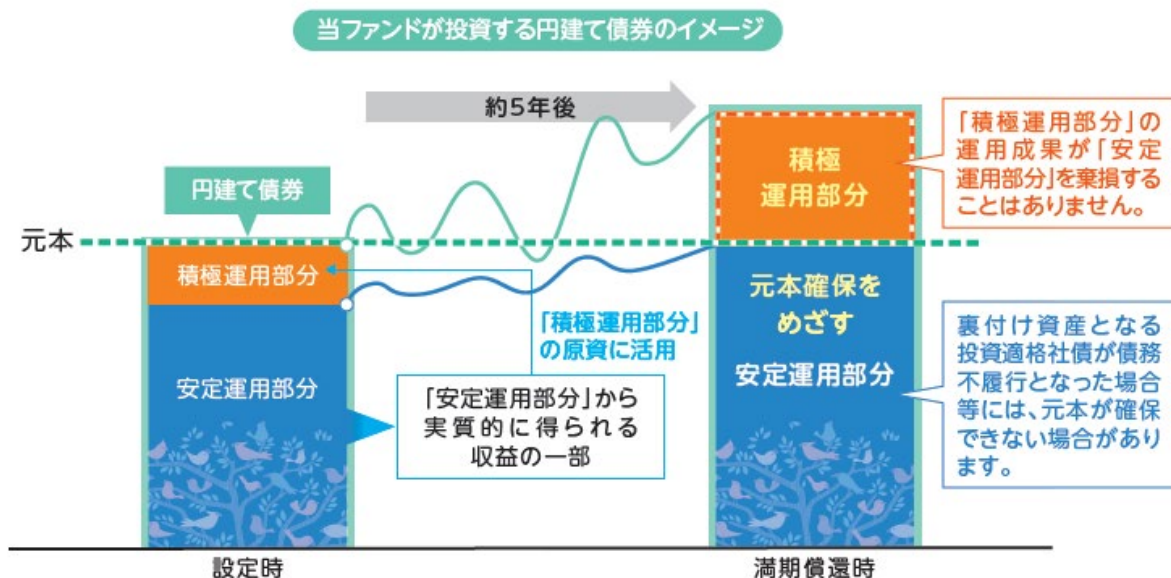 当ファンドが投資する円建て債券のイメージ
約5年後
円建て債券
元本
積極運用部分
安定運用部分
「積極運用部分」
の原資に活用
「安定運用部分」から
実質的に得られる
収益の一部
積極
運用部分
元本確保を
めざす
安定運用部分
「積極運用部分」の
運用成果が「安定
運用部分」を棄損する
ことはありません。
裏付け資産となる
投資適格社債が債務
不履行となった場合
等には、元本が確保
できない場合があり
ます。
設定時
満期償還時